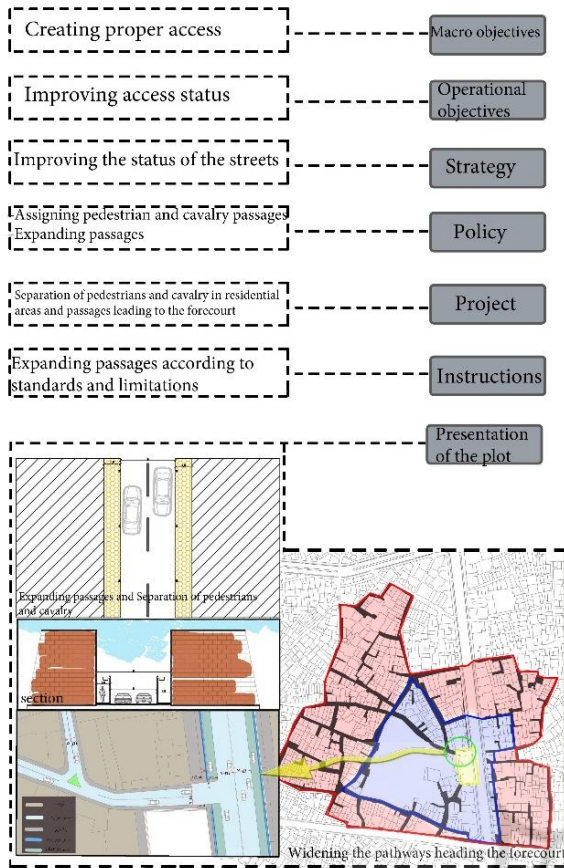 Creating proper access
Macro objectives
Improving access status
Operational
objectives
Improving the status of the streets
Strategy
-Assigning pedestrian and cavalry passages
-Expanding passages
Policy
Separation of pedestrians and cavalry in residential
areas and passages leading to the forecourt
Project
Expanding passages according to
standards and limitations
Instructions
Presentation
of the plot
Expanding passages and Separation of pedestrians
and cavalry
section
Widening the pathways heading the forecourt